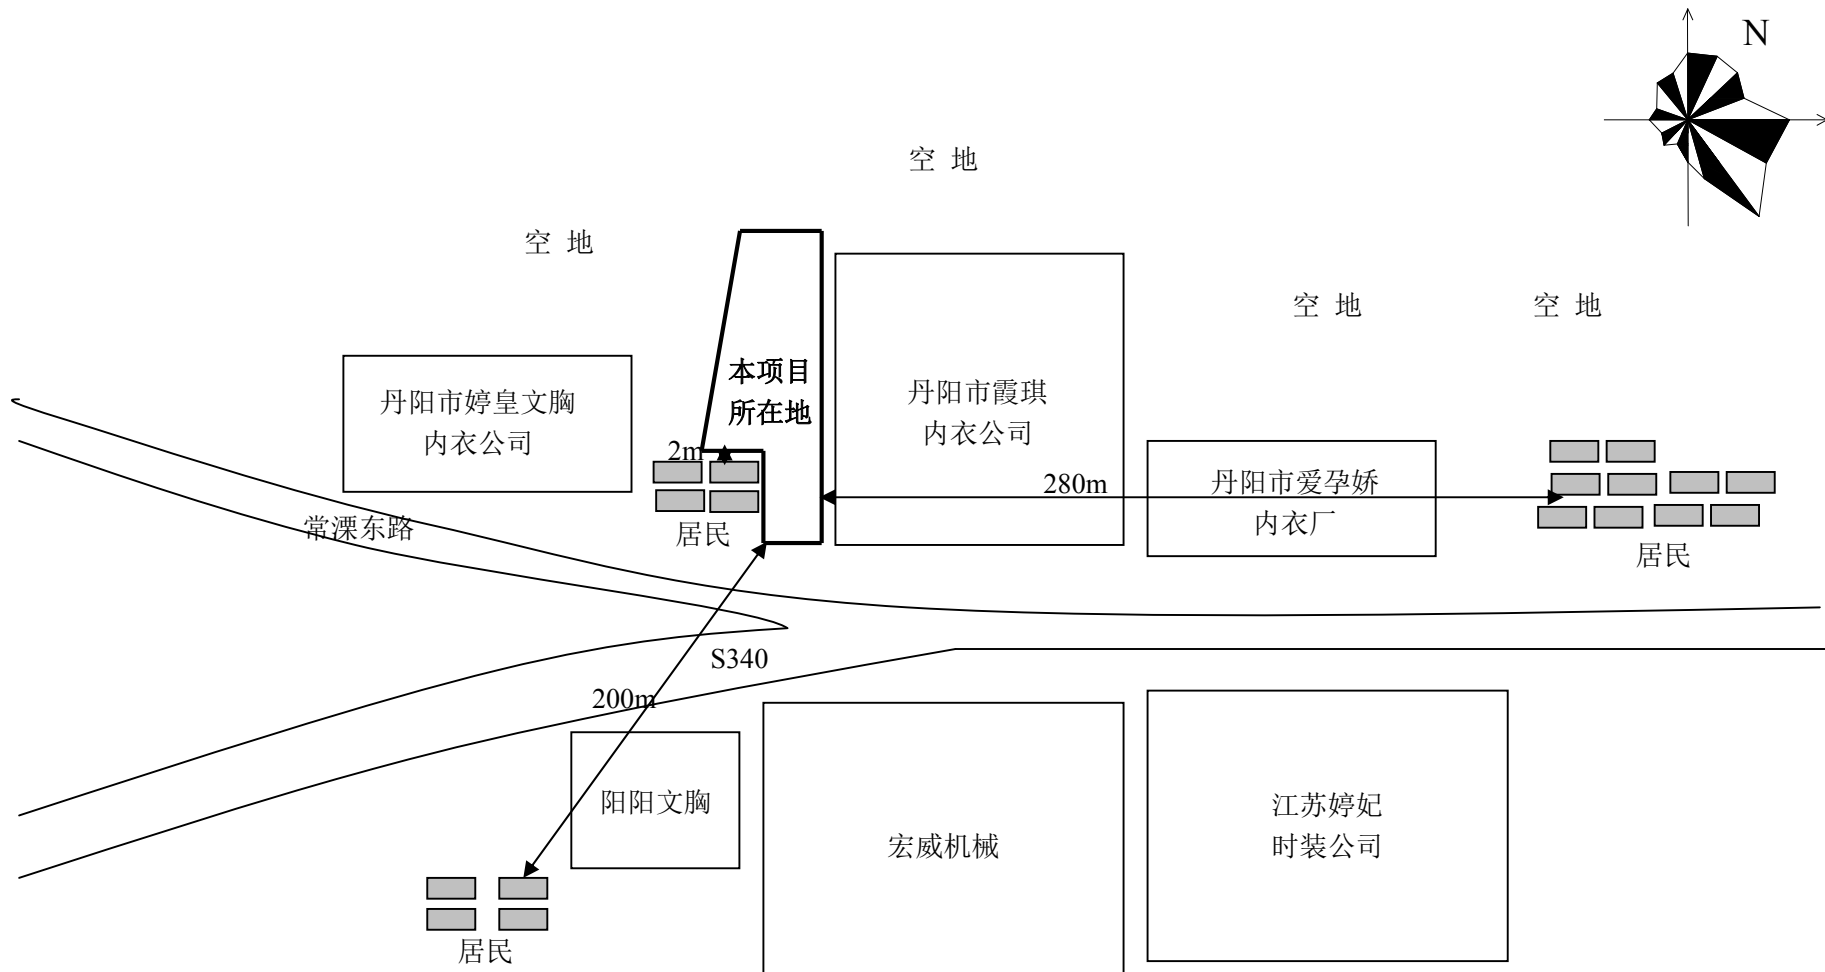 N
空 地
空 地
空 地
空 地
本项目
所在地
丹阳市婷皇文胸
内衣公司
丹阳市霞琪
内衣公司
2m
280m
丹阳市爱孕娇
内衣厂
常溧东路
居民
居民
S340
200m
阳阳文胸
宏威机械
江苏婷妃
时装公司
居民